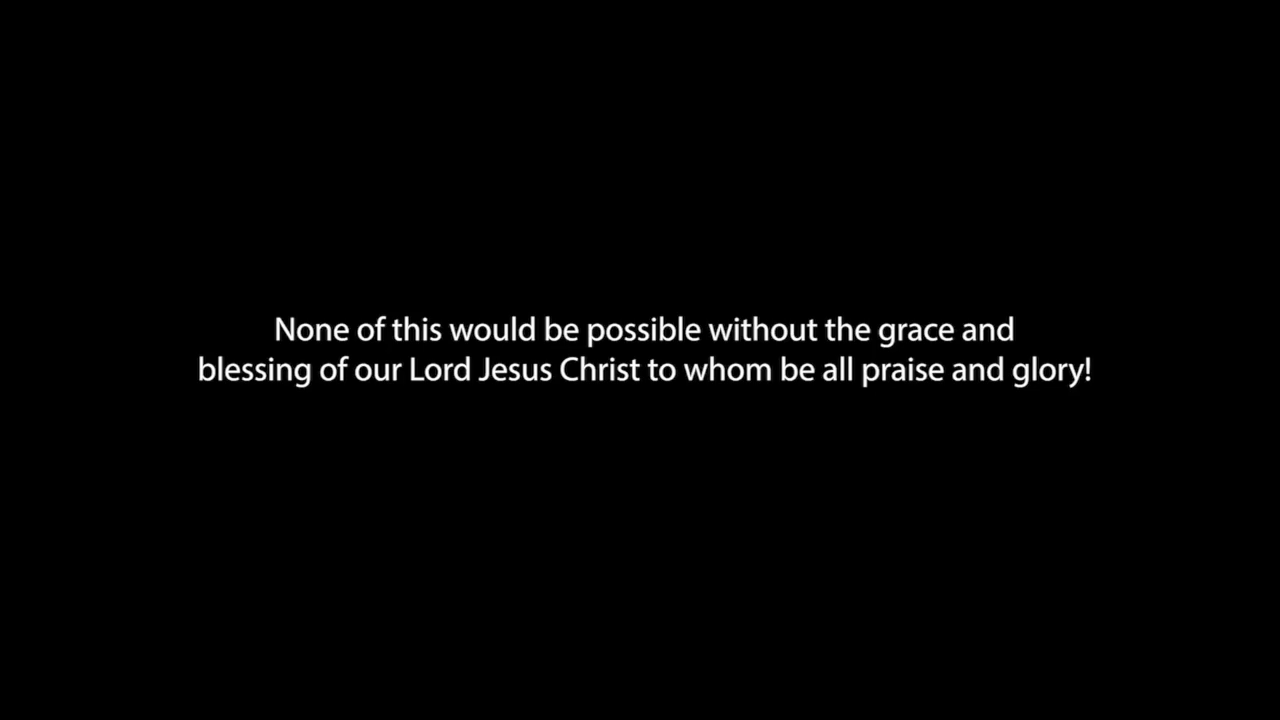 None of this would be possible without the grace and
blessing of our Lord Jesus Christ to whom be all praise and glory!